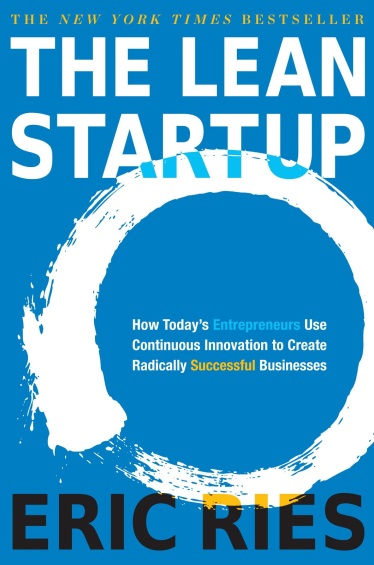 THE NEW YORK TIMES BESTSELLER
THE LEAN
STARTUP
How Today's Entrepreneurs Use
Continuous Innovation to Create
Radically Successful Businesses
ERIC RIES